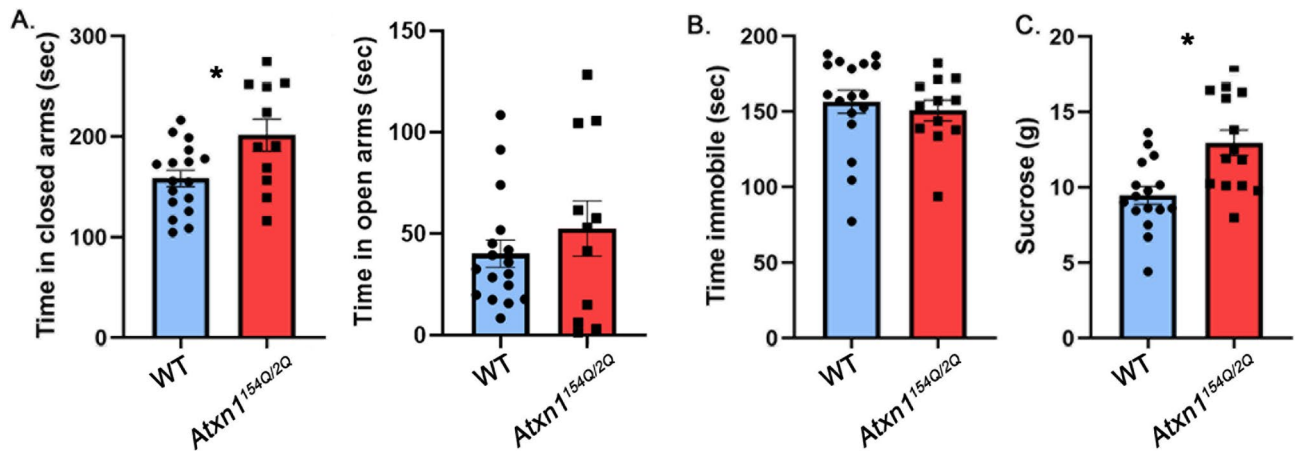 A.
Time in closed arms (sec)
300
200
100
0
*
WT
Atxn1154Q/2Q
Time in open arms (sec)
150
100
50
0
WT
Atxn1154Q/2Q
B.
Time immobile (sec)
200
150
100
50
0
WT
Atxn1154Q/2Q
C.
Sucrose (g)
20
15
10
5
0
*
WT
Atxn1154Q/2Q